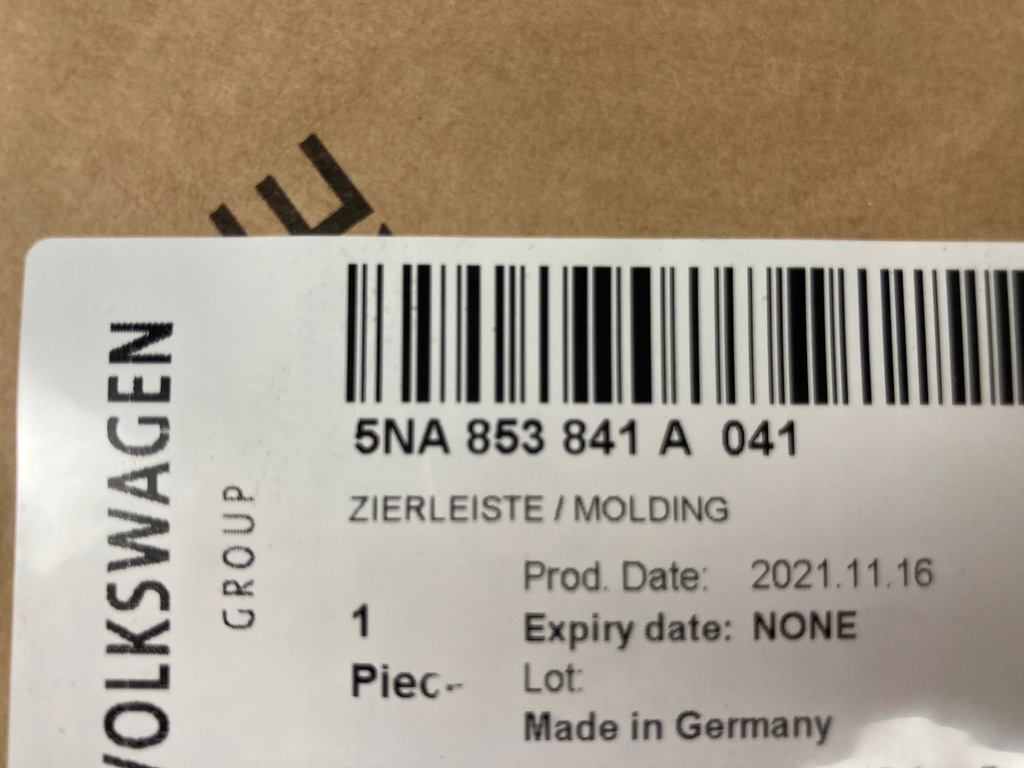 VOLKSWAGEN
GROUP
5NA 853 841 A 041
ZIERLEISTE / MOLDING
Prod. Date: 2021.11.16
1
Expiry date: NONE
Lot:
Made in Germany